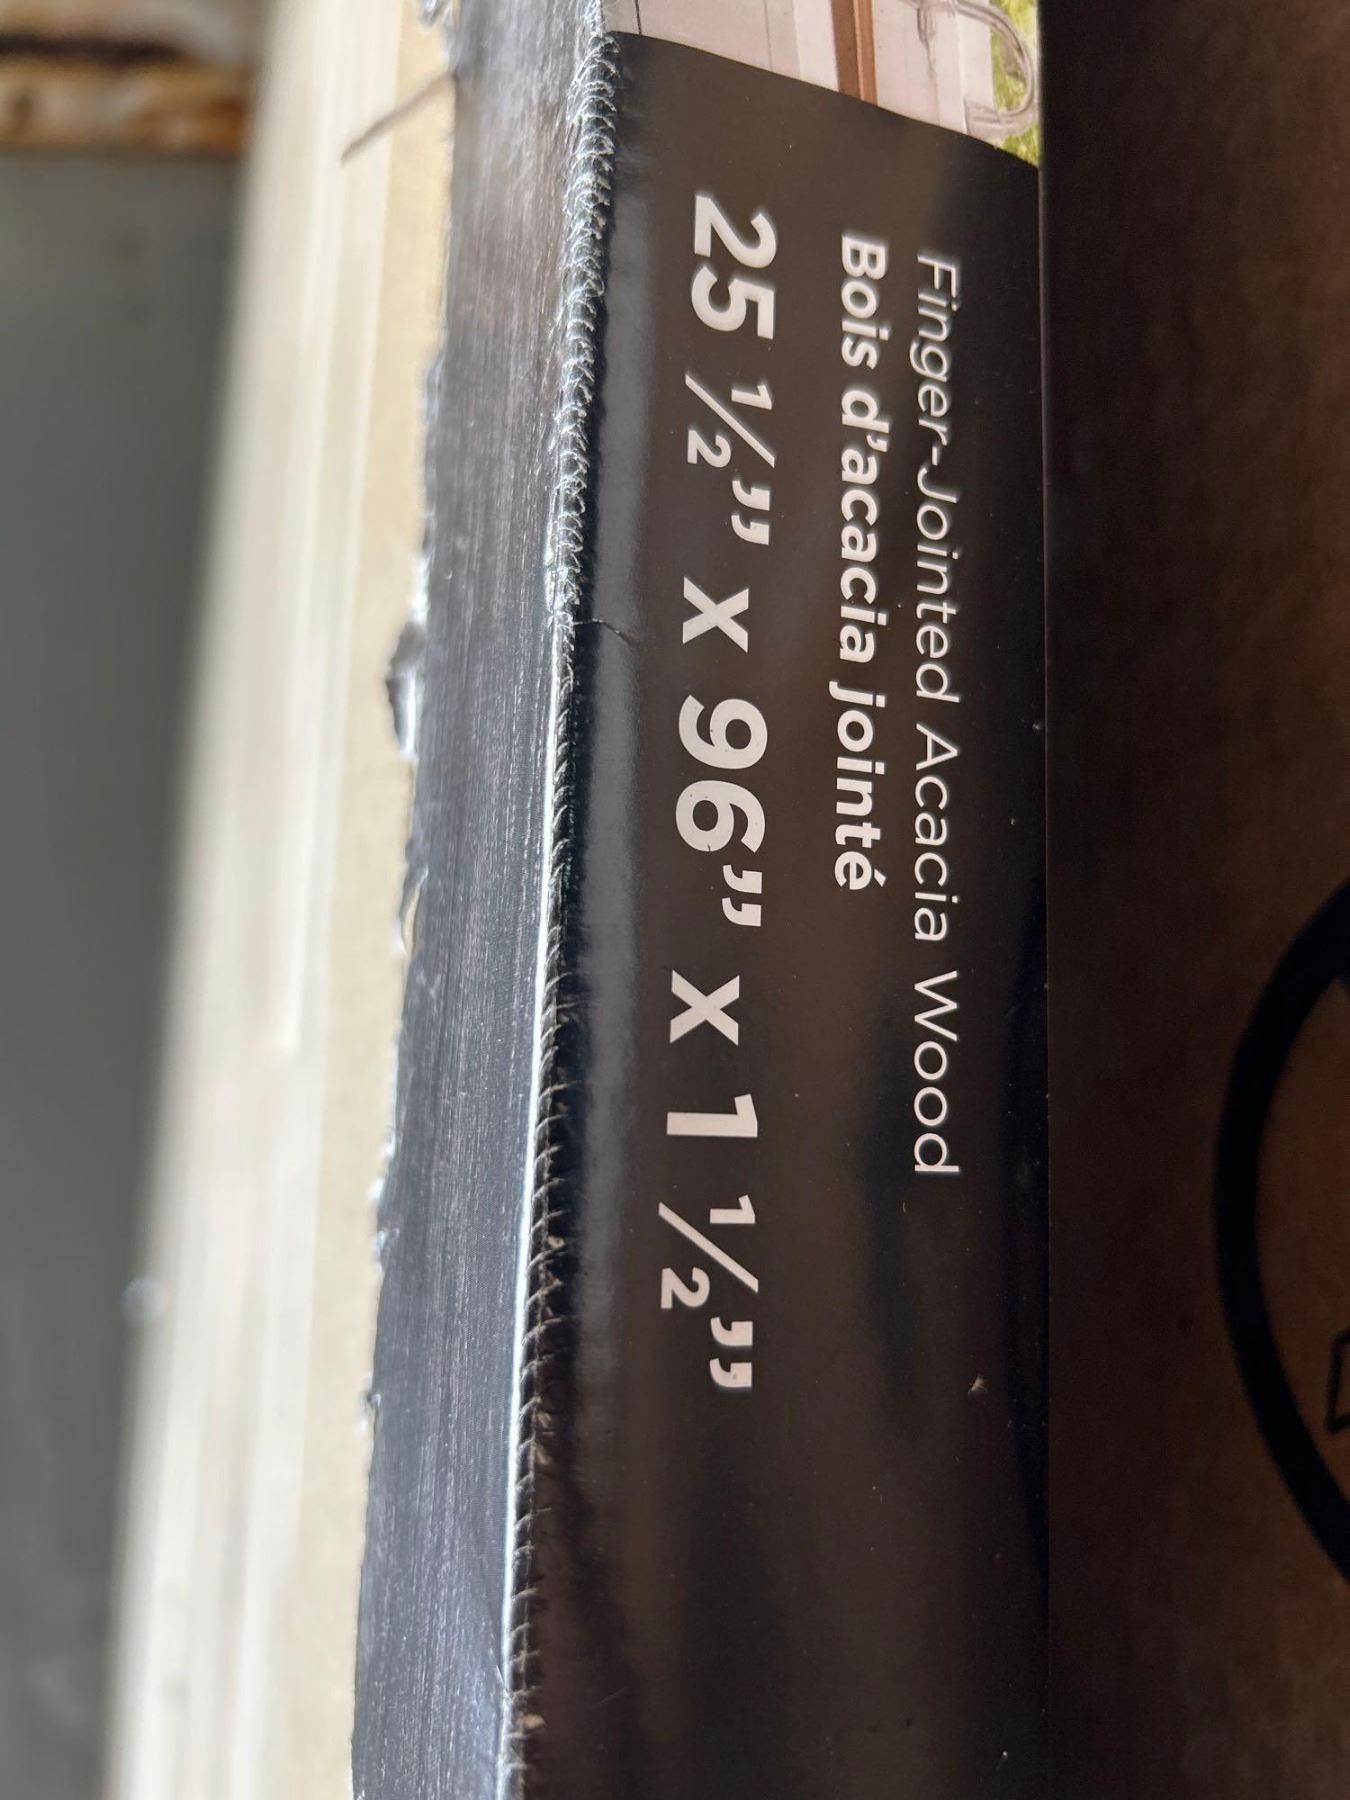 Finger-Jointed Acacia Wood
Bois d'acacia jointé
25 ½” x 96” x 1 ½”